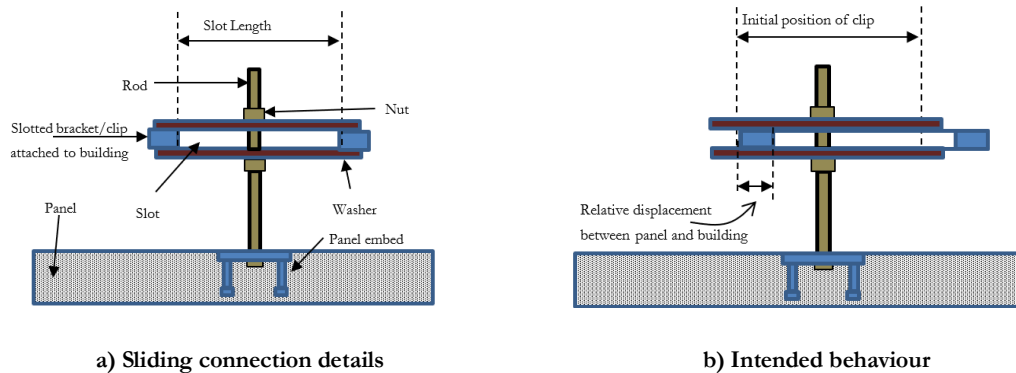 Slot Length
Rod
Nut
Slotted bracket/clip
attached to building
Washer
Slot
Panel
Panel embed
a) Sliding connection details
Initial position of clip
Relative displacement
between panel and building
b) Intended behaviour